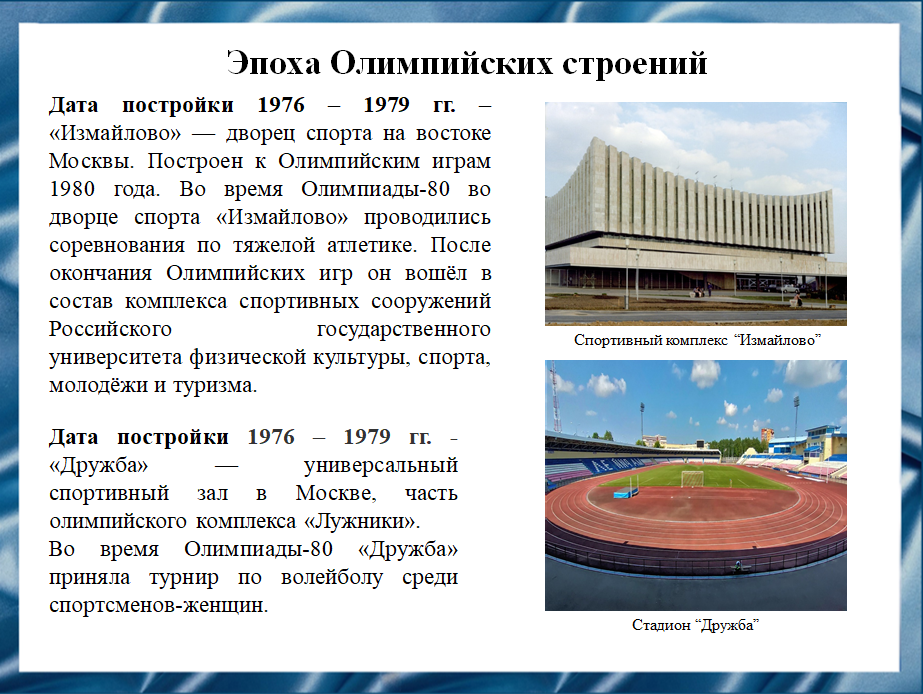 Эпоха Олимпийских строений
Дата постройки 1976 – 1979 гг. –
«Измайлово» — дворец спорта на востоке
Москвы. Построен к Олимпийским играм
1980 года. Во время Олимпиады-80 во
дворце спорта «Измайлово» проводились
соревнования по тяжелой атлетике. После
окончания Олимпийских игр он вошёл в
состав комплекса спортивных сооружений
Российского государственного
университета физической культуры, спорта,
молодёжи и туризма.
Спортивный комплекс “Измайлово”
Дата постройки 1976 – 1979 гг. -
«Дружба» — универсальный
спортивный зал в Москве, часть
олимпийского комплекса «Лужники».
Во время Олимпиады-80 «Дружба»
приняла турнир по волейболу среди
спортсменов-женщин.
Стадион “Дружба”